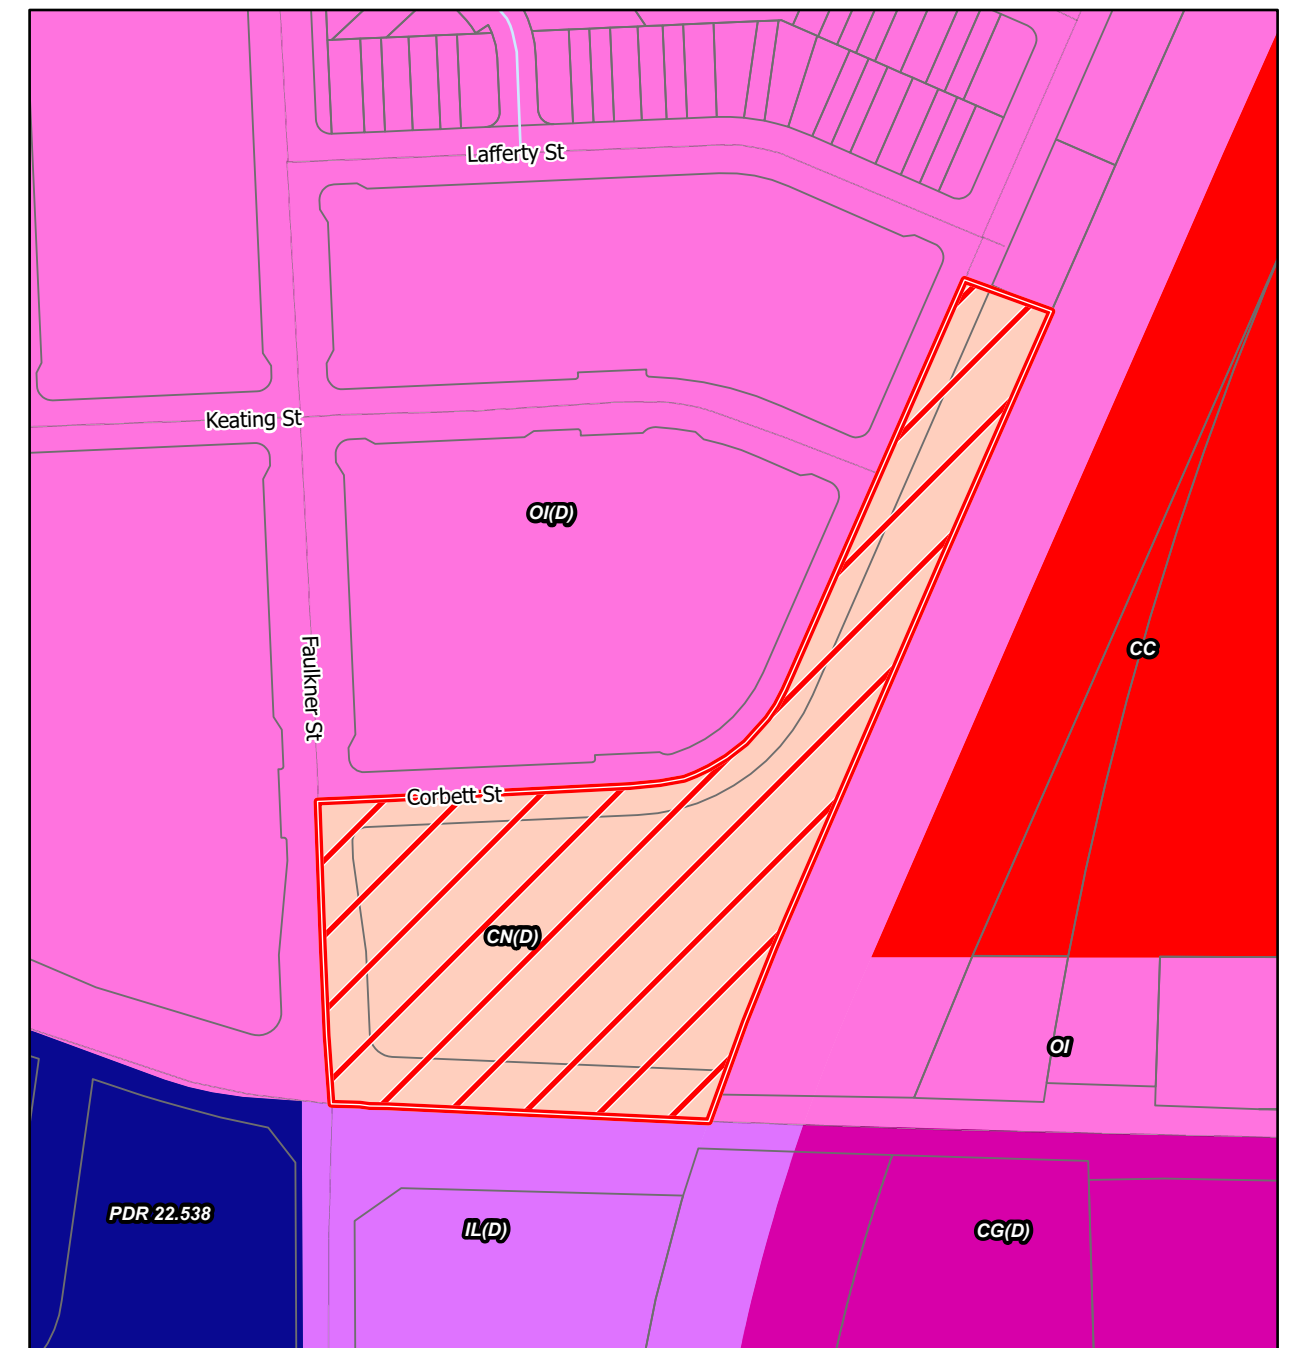 Lafferty St
Keating St
OI(D)
Faulkner St
CC
Corbett St
CN(D)
OI
PDR 22.538
IL(D)
CG(D)